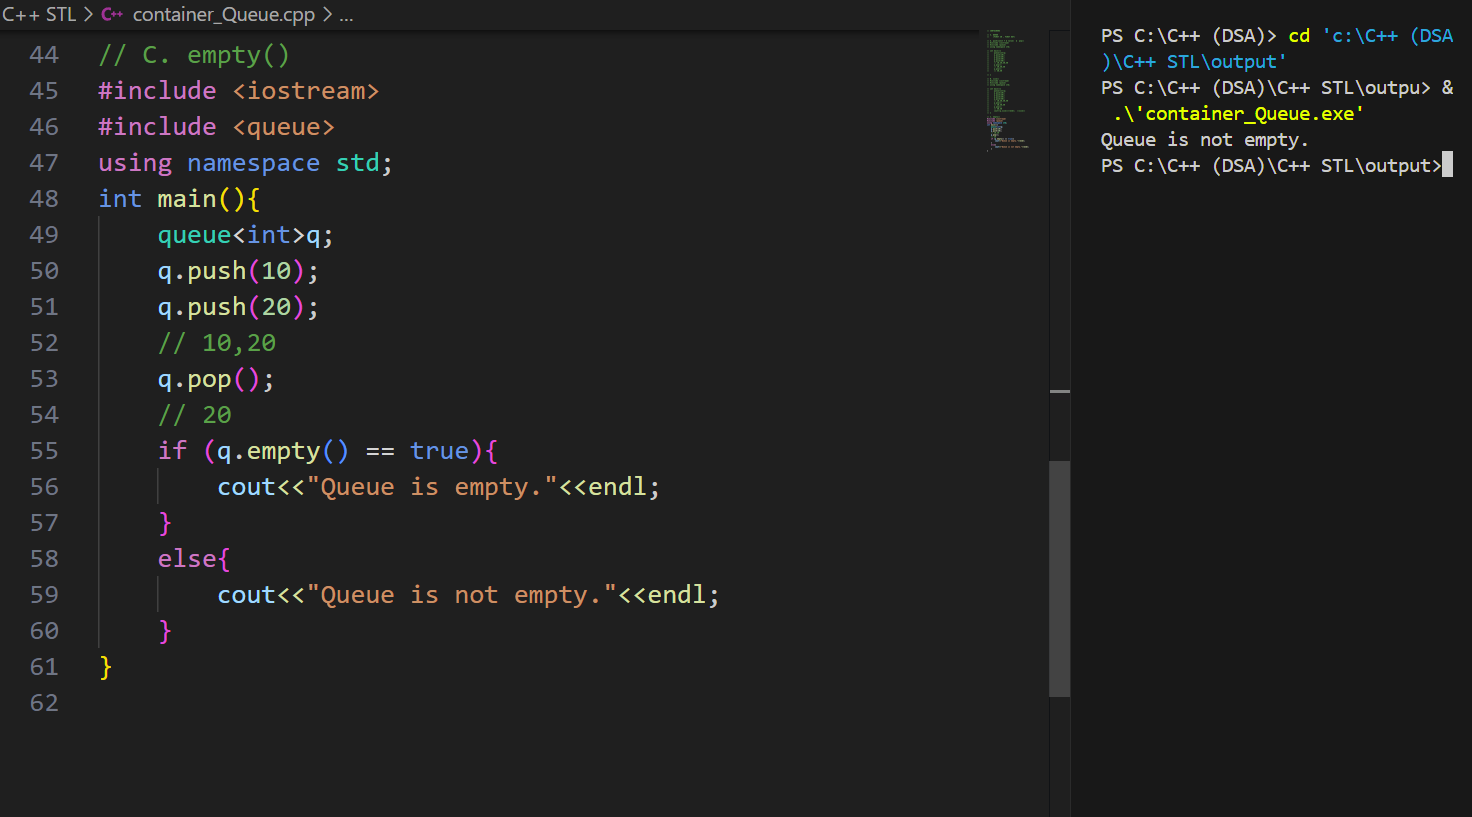 C++ STL > C++ container_Queue.cpp > ...
44 // C. empty()
45 #include <iostream>
46 #include <queue>
47 using namespace std;
48 int main(){
49     queue<int>q;
50     q.push(10);
51     q.push(20);
52     // 10,20
53     q.pop();
54     // 20
55     if (q.empty() == true){
56         cout<<"Queue is empty."<<endl;
57     }
58     else{
59         cout<<"Queue is not empty."<<endl;
60     }
61 }
62
PS C:\C++ (DSA)> cd 'c:\C++ (DSA
)\C++ STL\output'
PS C:\C++ (DSA)\C++ STL\outpu> &
 .\'container_Queue.exe'
Queue is not empty.
PS C:\C++ (DSA)\C++ STL\output>